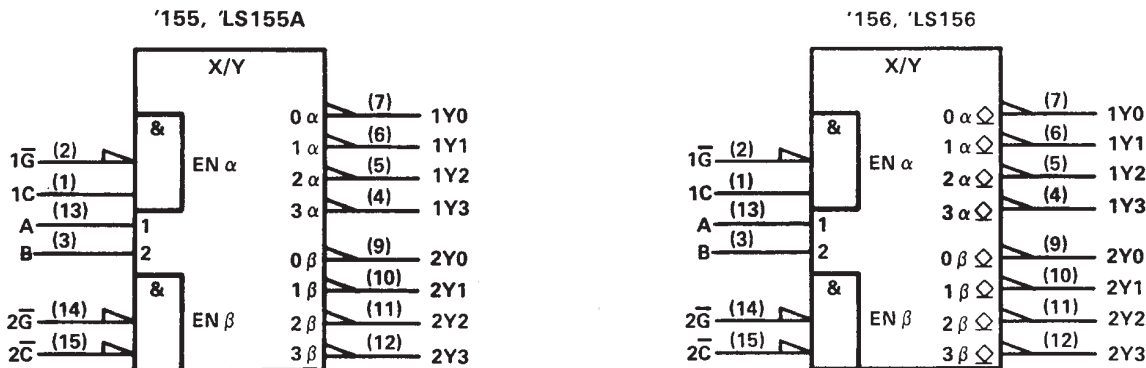 '155, 'LS155A
X/Y
&
EN α
1G̅ (2)
1C (1)
A (13) 1
B (3) 2
&
EN β
2G̅ (14)
2C̅ (15)
0 α (7) 1Y0
1 α (6) 1Y1
2 α (5) 1Y2
3 α (4) 1Y3
0 β (9) 2Y0
1 β (10) 2Y1
2 β (11) 2Y2
3 β (12) 2Y3
'156, 'LS156
X/Y
&
EN α
1G̅ (2)
1C (1)
A (13) 1
B (3) 2
&
EN β
2G̅ (14)
2C̅ (15)
0 α ⎐ (7) 1Y0
1 α ⎐ (6) 1Y1
2 α ⎐ (5) 1Y2
3 α ⎐ (4) 1Y3
0 β ⎐ (9) 2Y0
1 β ⎐ (10) 2Y1
2 β ⎐ (11) 2Y2
3 β ⎐ (12) 2Y3